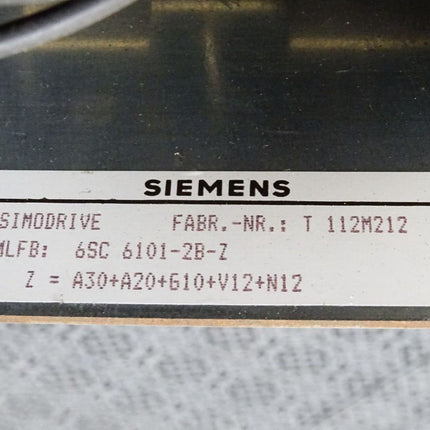 SIEMENS
SIMODRIVE FABR.-NR.: T 112M212
MLFB: 6SC 6101-2B-Z
Z = A30+A20+G10+V12+N12